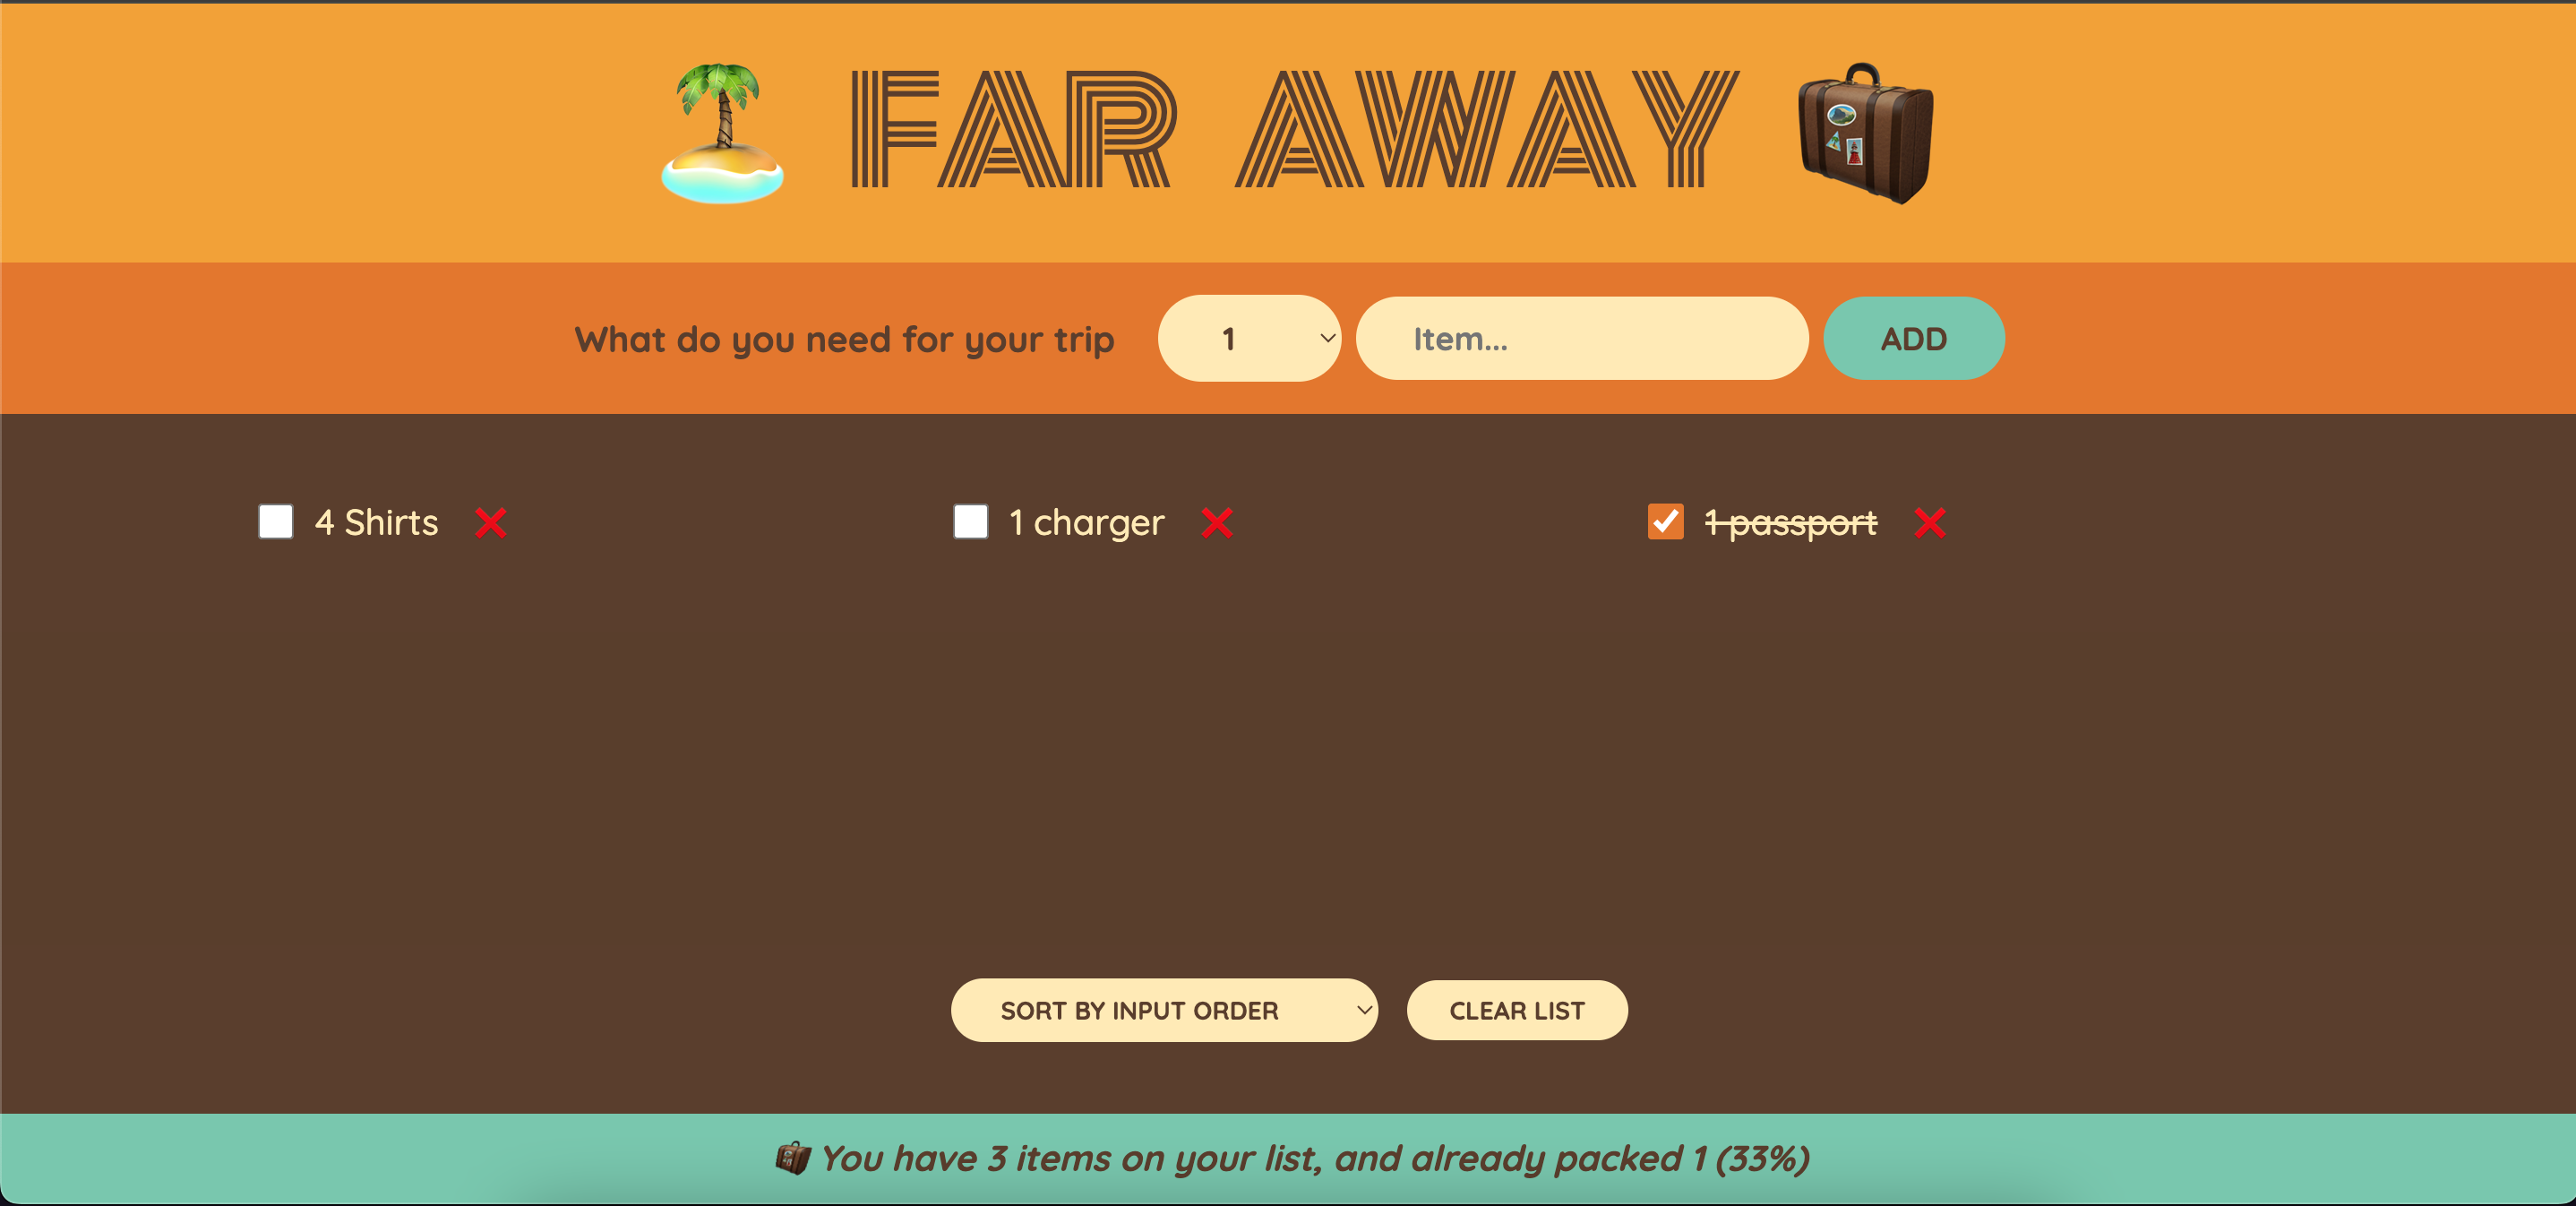 FAR AWAY
What do you need for your trip 1 Item... ADD
4 Shirts 1 charger 1 passport
SORT BY INPUT ORDER CLEAR LIST
You have 3 items on your list, and already packed 1 (33%)